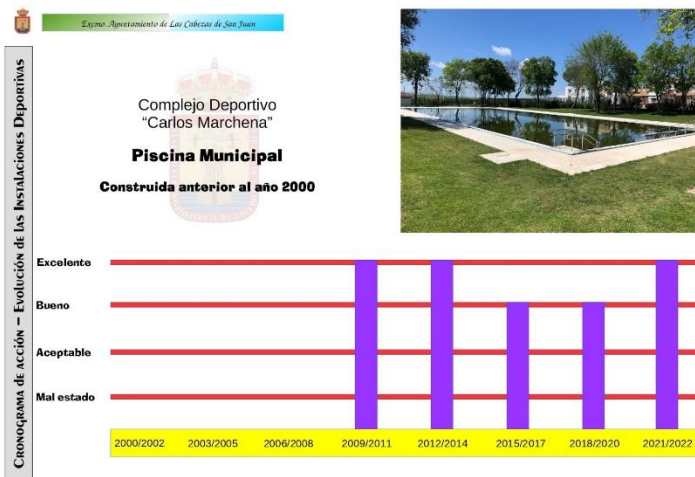 Excmo. Ayuntamiento de Las Cabezas de San Juan
Cronograma de acción – Evolución de las Instalaciones Deportivas
Complejo Deportivo
“Carlos Marchena”
Piscina Municipal
Construida anterior al año 2000
Excelente
Bueno
Aceptable
Mal estado
2000/2002 2003/2005 2006/2008 2009/2011 2012/2014 2015/2017 2018/2020 2021/2022